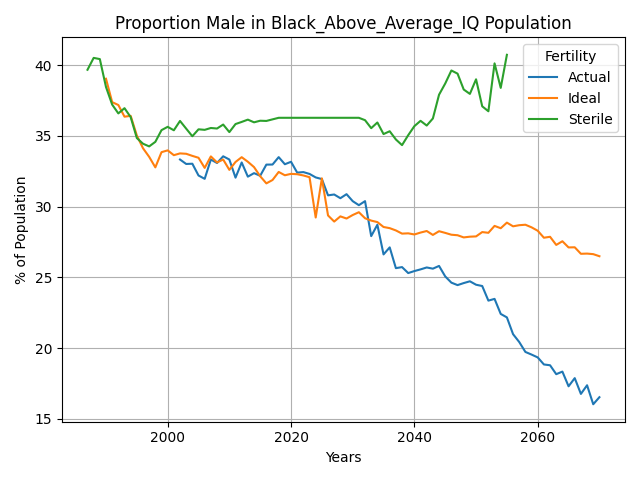 Proportion Male in Black_Above_Average_IQ Population
Fertility
Actual
Ideal
Sterile
% of Population
40
35
30
25
20
15
2000
2020
2040
2060
Years